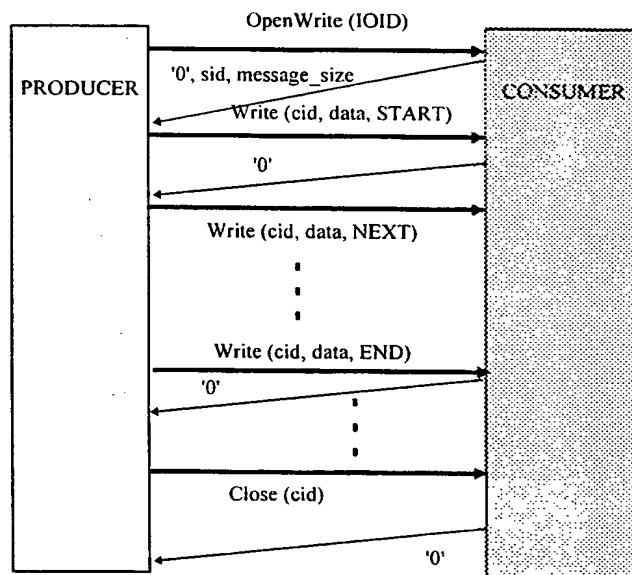 OpenWrite (IOID)
PRODUCER
'0', sid, message_size
CONSUMER
Write (cid, data, START)
'0'
Write (cid, data, NEXT)
Write (cid, data, END)
'0'
Close (cid)
'0'